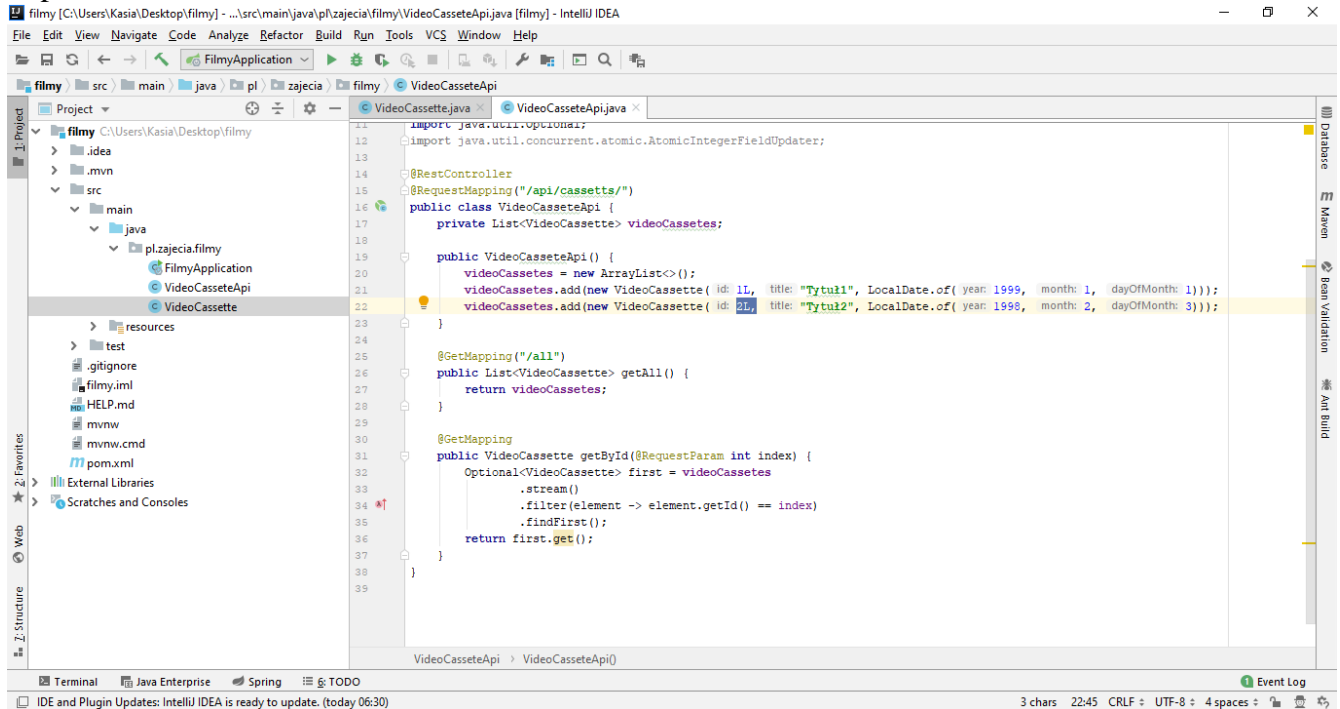 filmy [C:\Users\Kasia\Desktop\filmy] - ...\src\main\java\pl\zajecia\filmy\VideoCasseteApi.java [filmy] - IntelliJ IDEA
File Edit View Navigate Code Analyze Refactor Build Run Tools VCS Window Help
FilmyApplication
filmy src main java pl zajecia filmy VideoCasseteApi
1: Project
Project
filmy C:\Users\Kasia\Desktop\filmy
.idea
.mvn
src
main
java
pl.zajecia.filmy
FilmyApplication
VideoCasseteApi
VideoCassette
resources
test
.gitignore
filmy.iml
HELP.md
mvnw
mvnw.cmd
pom.xml
External Libraries
Scratches and Consoles
2: Favorites
Web
Z: Structure
VideoCassette.java VideoCasseteApi.java
11 import java.util.Optional;
12 import java.util.concurrent.atomic.AtomicIntegerFieldUpdater;
13
14 @RestController
15 @RequestMapping("/api/cassetts/")
16 public class VideoCasseteApi {
17 private List<VideoCassette> videoCassetes;
18
19 public VideoCasseteApi() {
20 videoCassetes = new ArrayList<>();
21 videoCassetes.add(new VideoCassette( id: 1L, title: "Tytuł1", LocalDate.of( year: 1999, month: 1, dayOfMonth: 1)));
22 videoCassetes.add(new VideoCassette( id: 2L, title: "Tytuł2", LocalDate.of( year: 1998, month: 2, dayOfMonth: 3)));
23 }
24
25 @GetMapping("/all")
26 public List<VideoCassette> getAll() {
27 return videoCassetes;
28 }
29
30 @GetMapping
31 public VideoCassette getById(@RequestParam int index) {
32 Optional<VideoCassette> first = videoCassetes
33 .stream()
34 .filter(element -> element.getId() == index)
35 .findFirst();
36 return first.get();
37 }
38 }
39
VideoCasseteApi › VideoCasseteApi()
Database
Maven
Bean Validation
Ant Build
Terminal Java Enterprise Spring 6: TODO 1 Event Log
IDE and Plugin Updates: IntelliJ IDEA is ready to update. (today 06:30) 3 chars 22:45 CRLF UTF-8 4 spaces